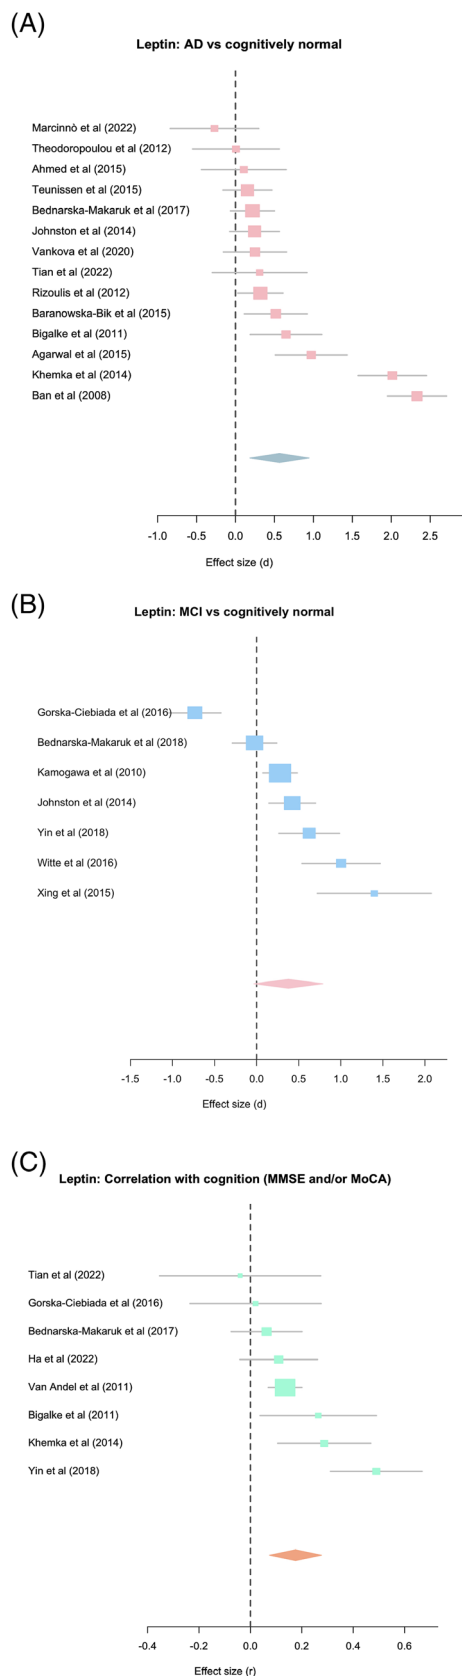 (A)
Leptin: AD vs cognitively normal
Marcinnò et al (2022)
Theodoropoulou et al (2012)
Ahmed et al (2015)
Teunissen et al (2015)
Bednarska-Makaruk et al (2017)
Johnston et al (2014)
Vankova et al (2020)
Tian et al (2022)
Rizoulis et al (2012)
Baranowska-Bik et al (2015)
Bigalke et al (2011)
Agarwal et al (2015)
Khemka et al (2014)
Ban et al (2008)
-1.0 -0.5 0.0 0.5 1.0 1.5 2.0 2.5
Effect size (d)
(B)
Leptin: MCI vs cognitively normal
Gorska-Ciebiada et al (2016)
Bednarska-Makaruk et al (2018)
Kamogawa et al (2010)
Johnston et al (2014)
Yin et al (2018)
Witte et al (2016)
Xing et al (2015)
-1.5 -1.0 -0.5 0.0 0.5 1.0 1.5 2.0
Effect size (d)
(C)
Leptin: Correlation with cognition (MMSE and/or MoCA)
Tian et al (2022)
Gorska-Ciebiada et al (2016)
Bednarska-Makaruk et al (2017)
Ha et al (2022)
Van Andel et al (2011)
Bigalke et al (2011)
Khemka et al (2014)
Yin et al (2018)
-0.4 -0.2 0.0 0.2 0.4 0.6
Effect size (r)